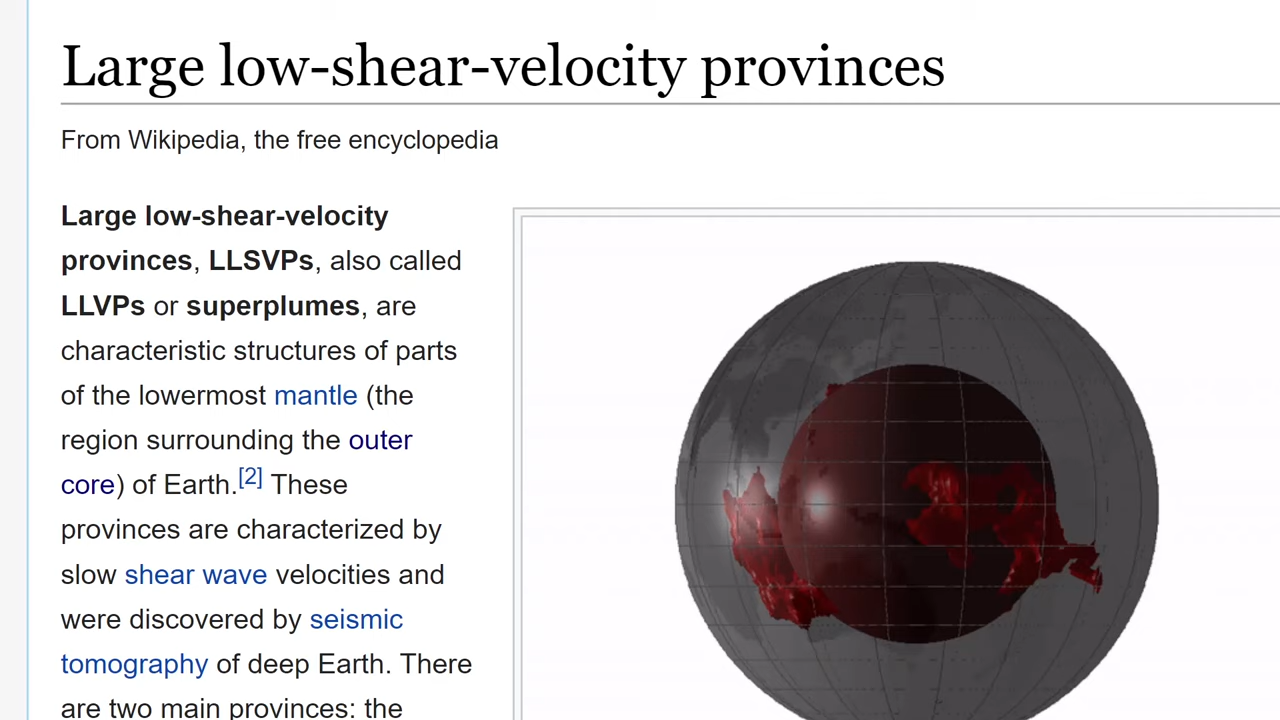 Large low-shear-velocity provinces
From Wikipedia, the free encyclopedia
Large low-shear-velocity
provinces, LLSVPs, also called
LLVPs or superplumes, are
characteristic structures of parts
of the lowermost mantle (the
region surrounding the outer
core) of Earth.[2] These
provinces are characterized by
slow shear wave velocities and
were discovered by seismic
tomography of deep Earth. There
are two main provinces: the